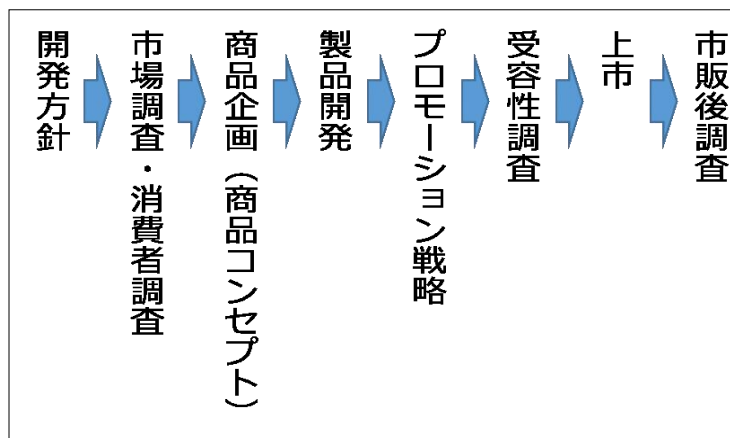 開発方針
市場調査・消費者調査
商品企画（商品コンセプト）
製品開発
プロモーション戦略
受容性調査
上市
市販後調査